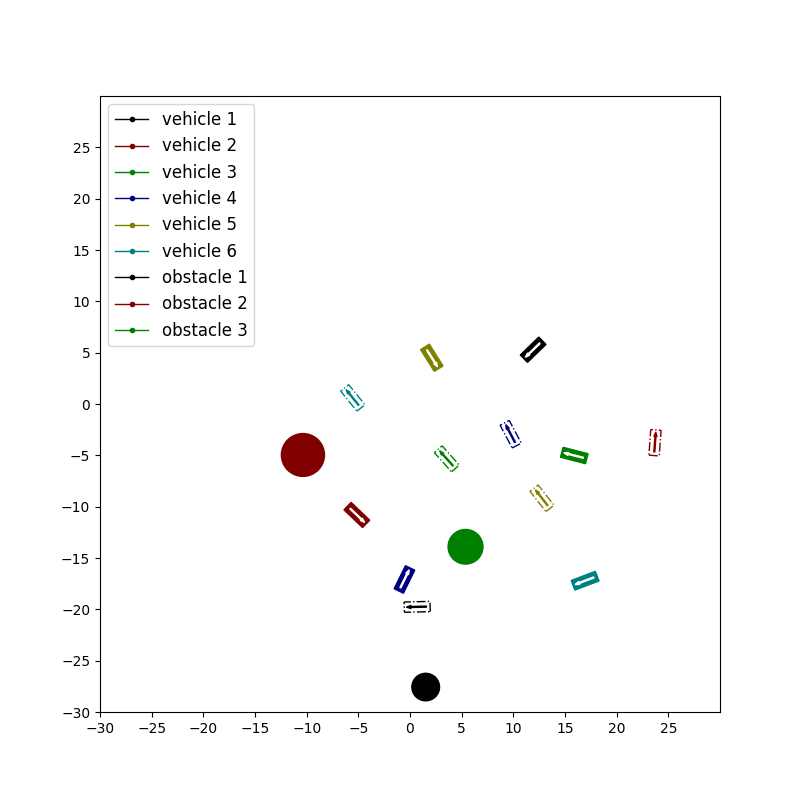 vehicle 1
vehicle 2
vehicle 3
vehicle 4
vehicle 5
vehicle 6
obstacle 1
obstacle 2
obstacle 3
25
20
15
10
5
0
−5
−10
−15
−20
−25
−30
−30 −25 −20 −15 −10 −5 0 5 10 15 20 25